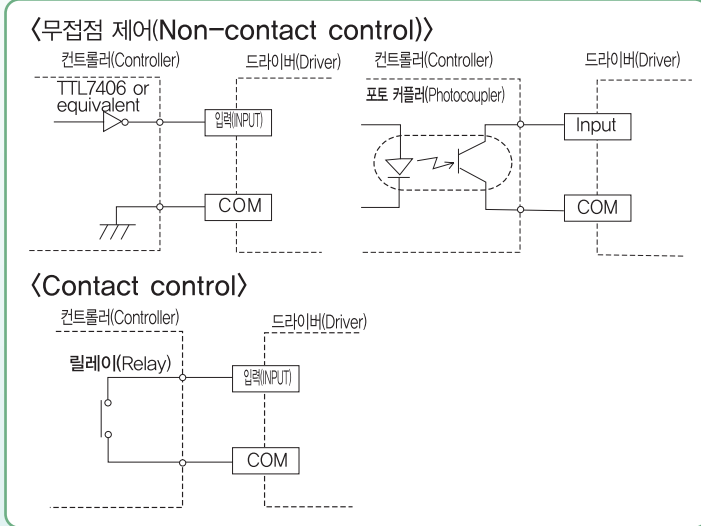 〈무접점 제어(Non-contact control)〉
컨트롤러(Controller)
드라이버(Driver)
TTL7406 or
equivalent
입력(INPUT)
COM
컨트롤러(Controller)
드라이버(Driver)
포토 커플러(Photocoupler)
Input
COM
〈Contact control〉
컨트롤러(Controller)
드라이버(Driver)
릴레이(Relay)
입력(INPUT)
COM